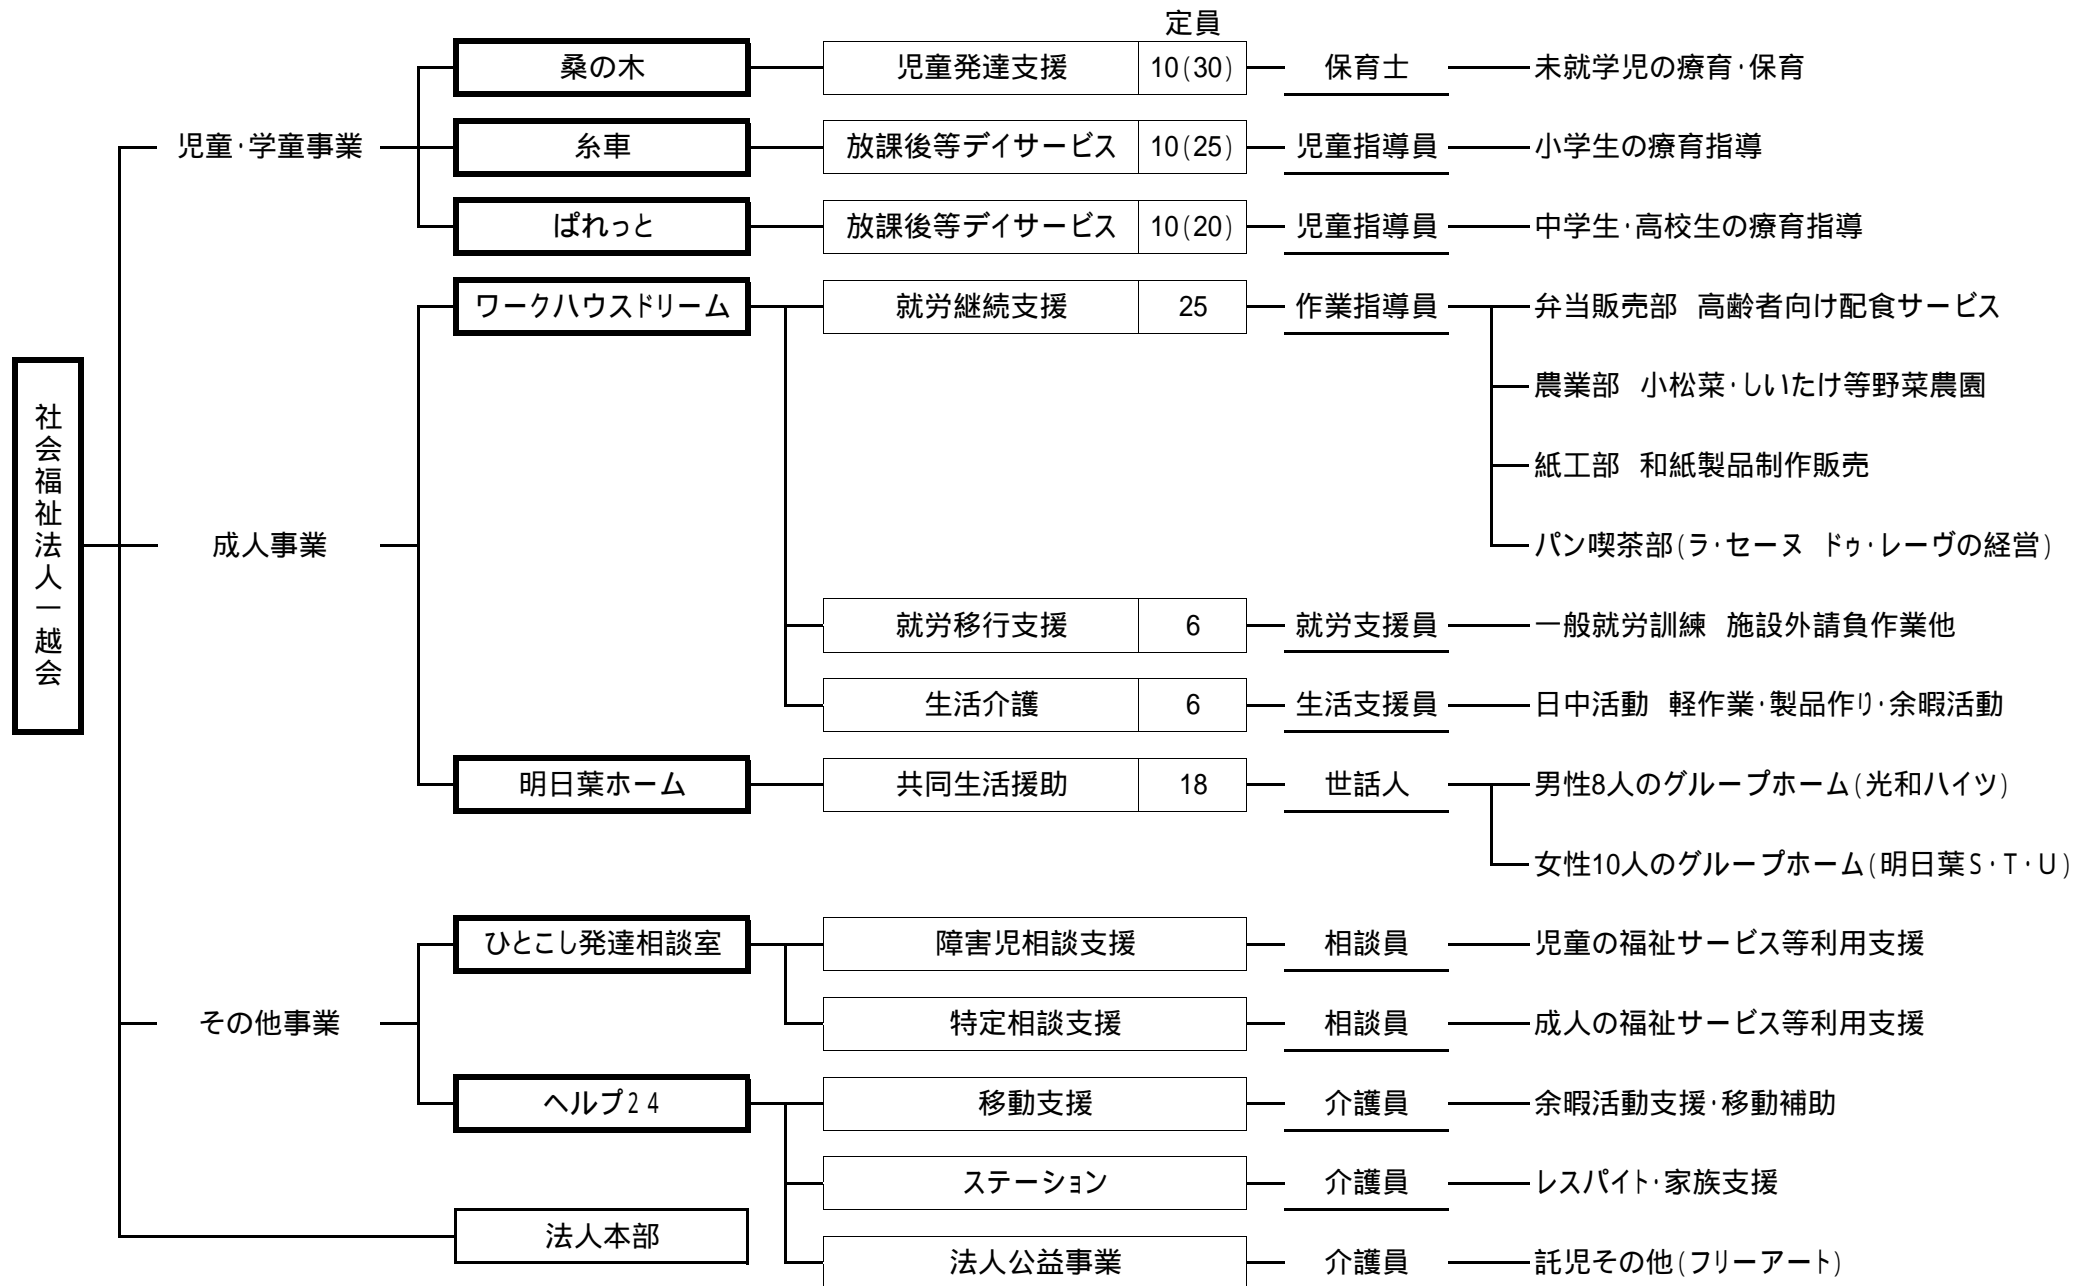 定員
桑の木 児童発達支援 10(30) 保育士 未就学児の療育・保育
児童・学童事業 糸車 放課後等デイサービス 10(25) 児童指導員 小学生の療育指導
ぱれっと 放課後等デイサービス 10(20) 児童指導員 中学生・高校生の療育指導
ワークハウスドリーム 就労継続支援 25 作業指導員 弁当販売部 高齢者向け配食サービス
農業部 小松菜・しいたけ等野菜農園
紙工部 和紙製品制作販売
社会福祉法人一越会
成人事業 パン喫茶部(ラ・セーヌ ドゥ・レーヴの経営)
就労移行支援 6 就労支援員 一般就労訓練 施設外請負作業他
生活介護 6 生活支援員 日中活動 軽作業・製品作り・余暇活動
明日葉ホーム 共同生活援助 18 世話人 男性8人のグループホーム(光和ハイツ)
女性10人のグループホーム(明日葉S・T・U)
ひとこし発達相談室 障害児相談支援 相談員 児童の福祉サービス等利用支援
その他事業 特定相談支援 相談員 成人の福祉サービス等利用支援
ヘルプ24 移動支援 介護員 余暇活動支援・移動補助
ステーション 介護員 レスパイト・家族支援
法人本部
法人公益事業 介護員 託児その他(フリーアート)